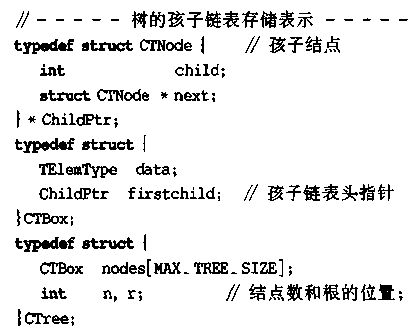 // - - - - - 树的孩子链表存储表示 - - - - -
typedef struct CTNode { // 孩子结点
int child;
struct CTNode * next;
} * ChildPtr;
typedef struct {
TElemType data;
ChildPtr firstchild; // 孩子链表头指针
}CTBox;
typedef struct {
CTBox nodes[MAX_TREE_SIZE];
int n, r; // 结点数和根的位置;
}CTree;